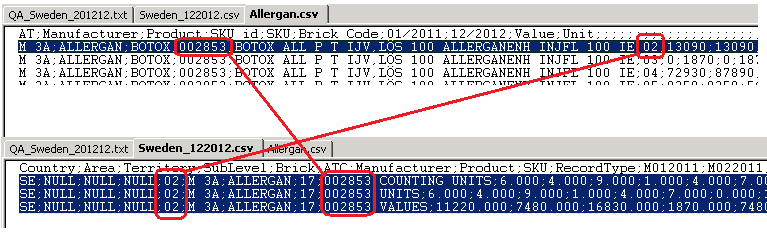 QA_Sweden_201212.txt Sweden_122012.csv Allergan.csv
AT;Manufacturer;Product;SKU id;SKU;Brick Code;01/2011;12/2012;Value;Unit;;;;;;;;;;;;;;
M 3A;ALLERGAN;BOTOX;002853;BOTOX ALL P T IJV,LOS 100 ALLERGANENH INJFL 100 IE;02;13090;13090
M 3A;ALLERGAN;BOTOX;002853;BOTOX ALL P T IJV,LOS 100 ALLERGANENH INJFL 100 IE;03;0;1870;0;187
M 3A;ALLERGAN;BOTOX;002853;BOTOX ALL P T IJV,LOS 100 ALLERGANENH INJFL 100 IE;04;72930;87890.
QA_Sweden_201212.txt Sweden_122012.csv Allergan.csv
Country;Area;Territory;SubLevel;Brick;ATC;Manufacturer;Product;SKU;RecordType;M012011;M022011,
SE;NULL;NULL;NULL;02;M 3A;ALLERGAN;17;002853;COUNTING UNITS;6.000;4.000;9.000;1.000;4.000;7.00
SE;NULL;NULL;NULL;02;M 3A;ALLERGAN;17;002853;UNITS;6.000;4.000;9.000;1.000;4.000;7.000;0.000;1
SE;NULL;NULL;NULL;02;M 3A;ALLERGAN;17;002853;VALUES;11220.000;7480.000;16830.000;1870.000;7480